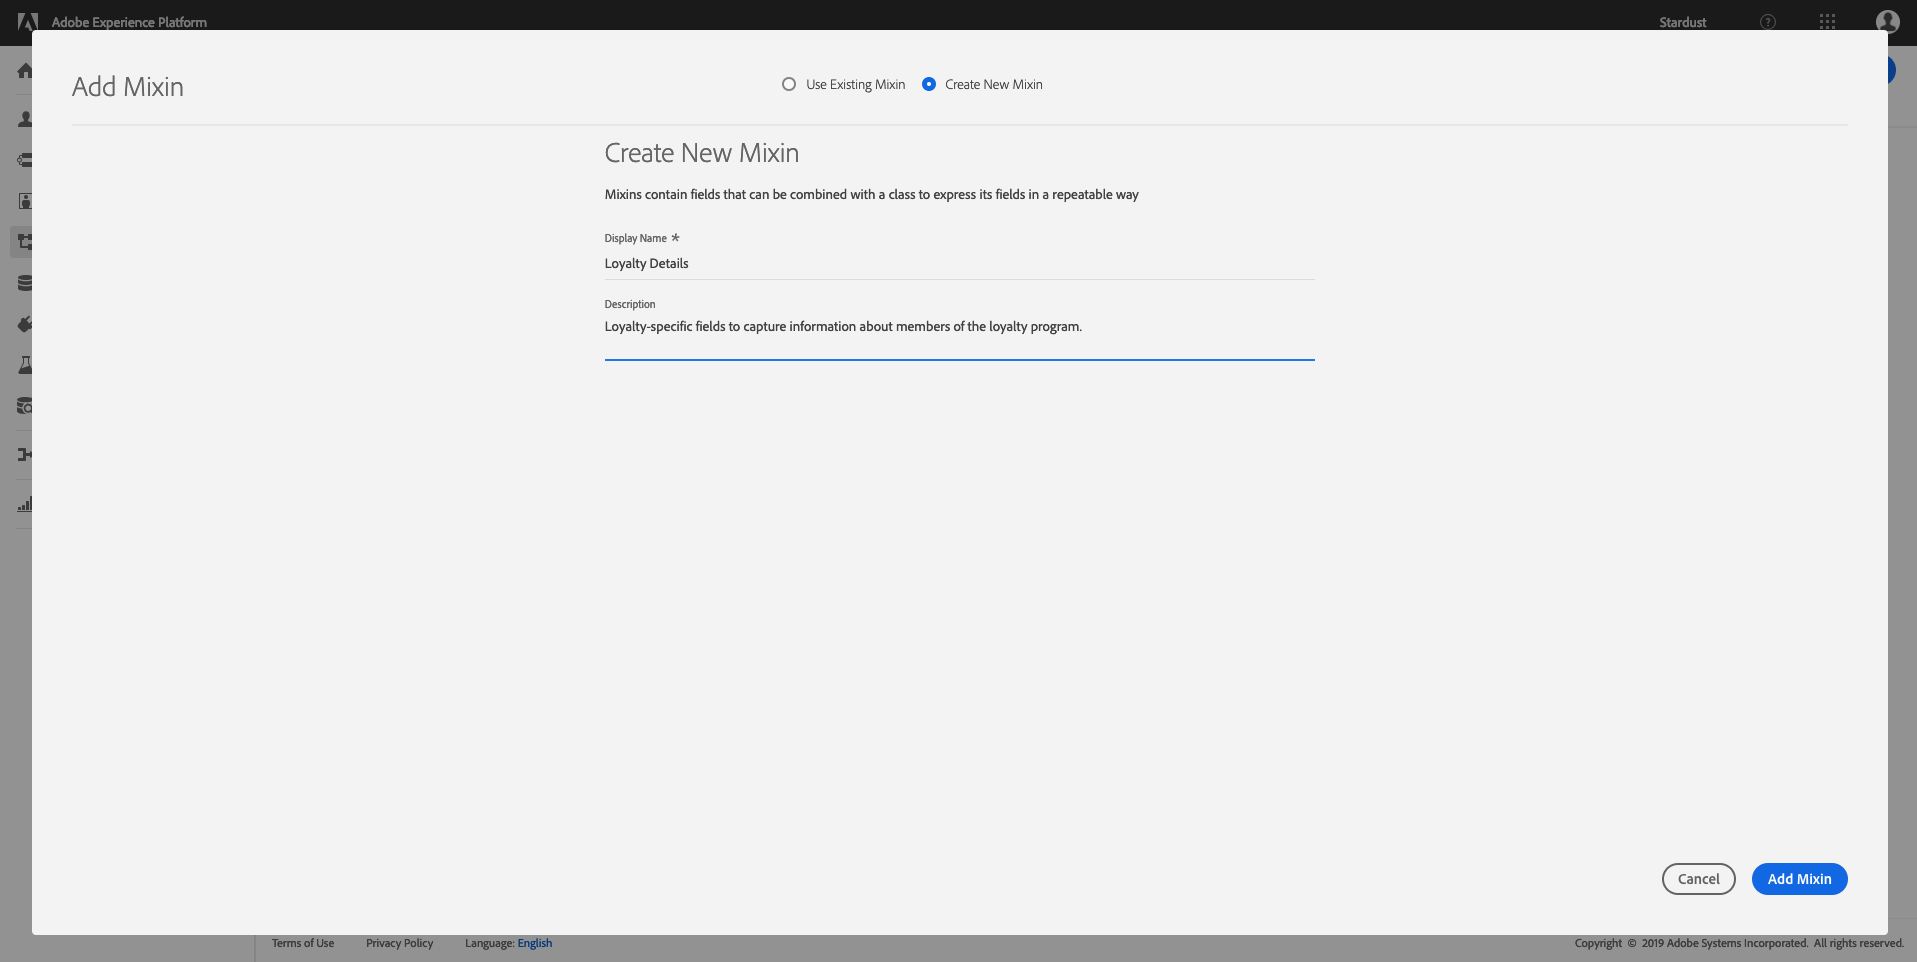 Adobe Experience Platform
Stardust
Add Mixin
Use Existing Mixin
Create New Mixin
Create New Mixin
Mixins contain fields that can be combined with a class to express its fields in a repeatable way
Display Name *
Loyalty Details
Description
Loyalty-specific fields to capture information about members of the loyalty program.
Cancel
Add Mixin
Terms of Use
Privacy Policy
Language: English
Copyright © 2019 Adobe Systems Incorporated. All rights reserved.